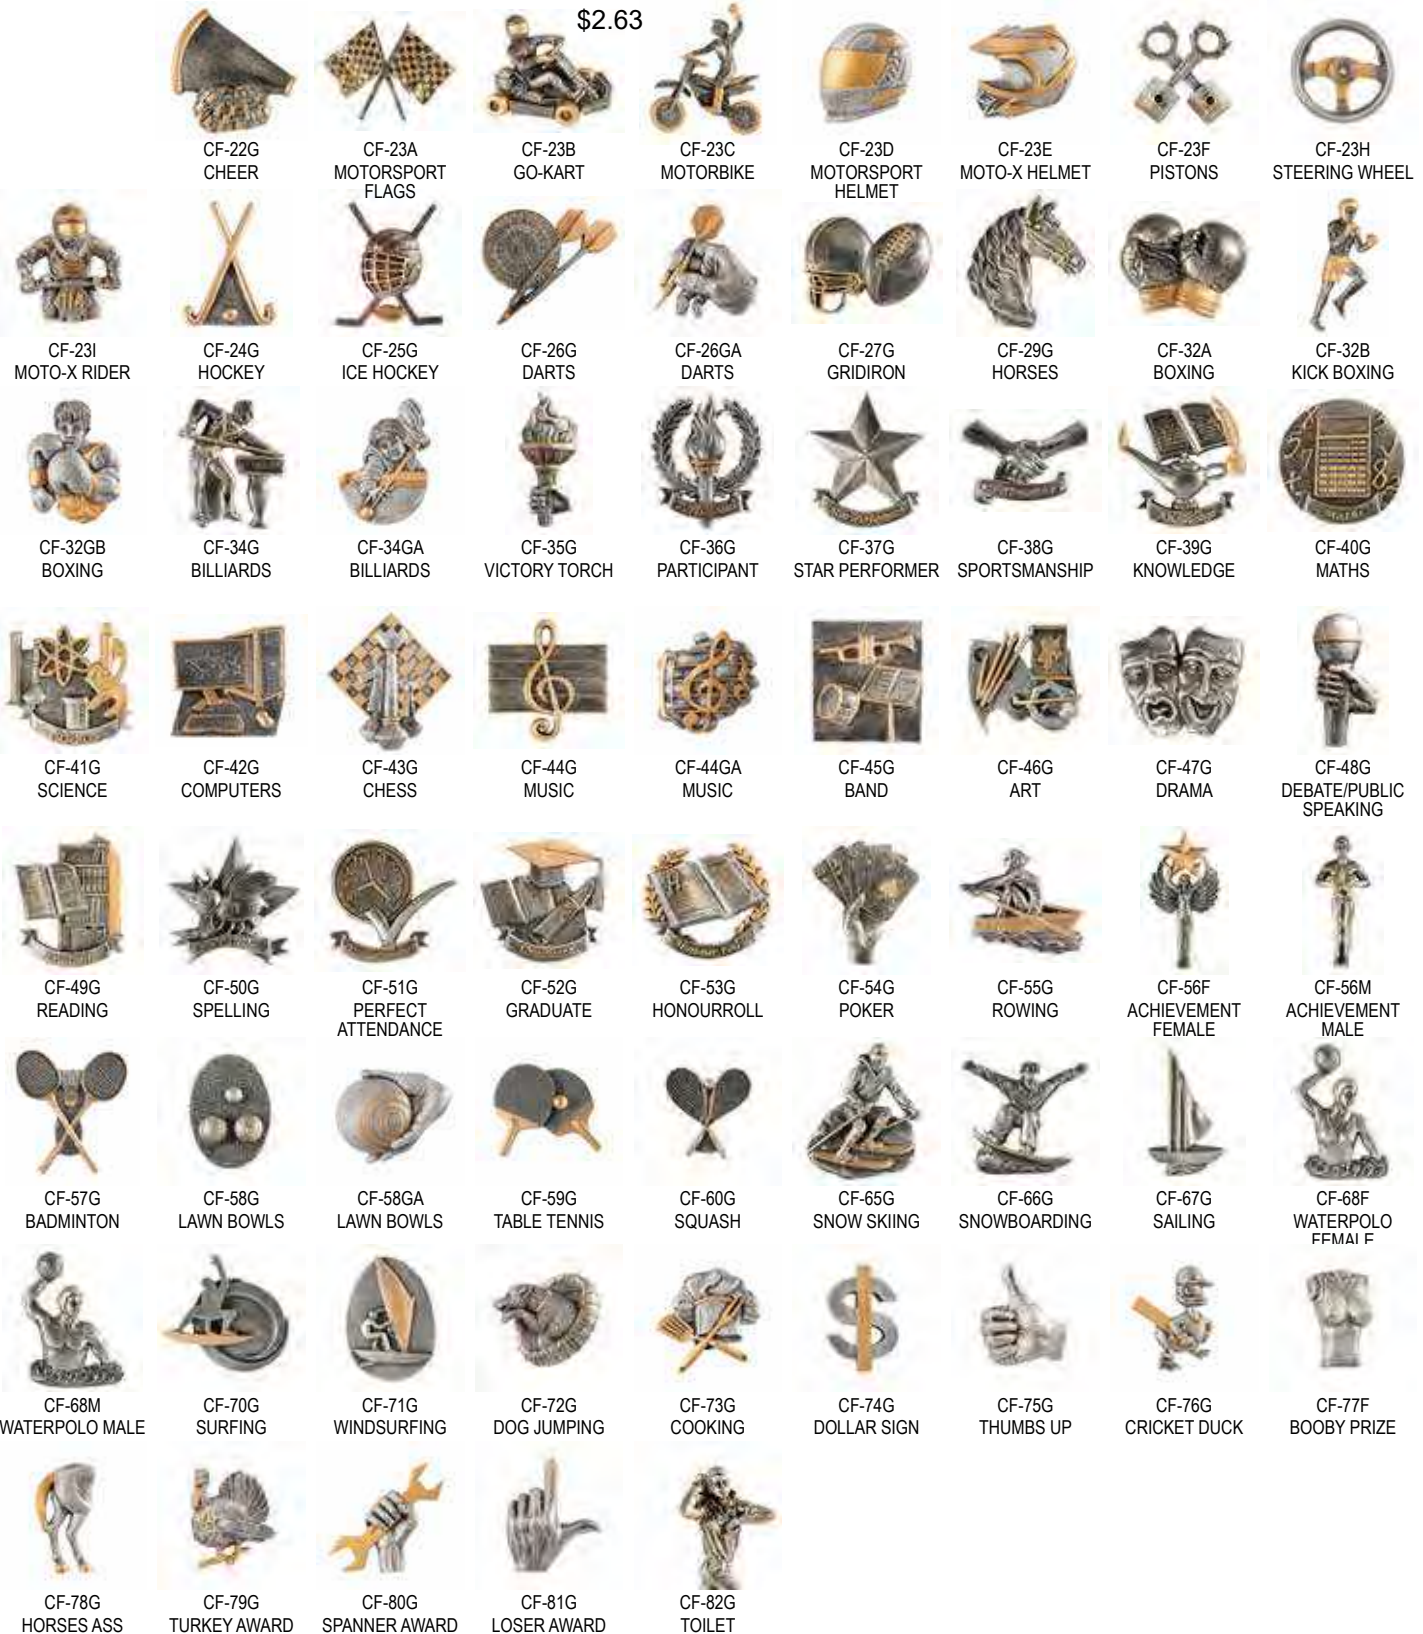 $2.63
CF-22G
CHEER
CF-23A
MOTORSPORT
FLAGS
CF-23B
GO-KART
CF-23C
MOTORBIKE
CF-23D
MOTORSPORT
HELMET
CF-23E
MOTO-X HELMET
CF-23F
PISTONS
CF-23H
STEERING WHEEL
CF-23I
MOTO-X RIDER
CF-24G
HOCKEY
CF-25G
ICE HOCKEY
CF-26G
DARTS
CF-26GA
DARTS
CF-27G
GRIDIRON
CF-29G
HORSES
CF-32A
BOXING
CF-32B
KICK BOXING
CF-32GB
BOXING
CF-34G
BILLIARDS
CF-34GA
BILLIARDS
CF-35G
VICTORY TORCH
CF-36G
PARTICIPANT
CF-37G
STAR PERFORMER
CF-38G
SPORTSMANSHIP
CF-39G
KNOWLEDGE
CF-40G
MATHS
CF-41G
SCIENCE
CF-42G
COMPUTERS
CF-43G
CHESS
CF-44G
MUSIC
CF-44GA
MUSIC
CF-45G
BAND
CF-46G
ART
CF-47G
DRAMA
CF-48G
DEBATE/PUBLIC
SPEAKING
CF-49G
READING
CF-50G
SPELLING
CF-51G
PERFECT
ATTENDANCE
CF-52G
GRADUATE
CF-53G
HONOURROLL
CF-54G
POKER
CF-55G
ROWING
CF-56F
ACHIEVEMENT
FEMALE
CF-56M
ACHIEVEMENT
MALE
CF-57G
BADMINTON
CF-58G
LAWN BOWLS
CF-58GA
LAWN BOWLS
CF-59G
TABLE TENNIS
CF-60G
SQUASH
CF-65G
SNOW SKIING
CF-66G
SNOWBOARDING
CF-67G
SAILING
CF-68F
WATERPOLO
FEMALE
CF-68M
WATERPOLO MALE
CF-70G
SURFING
CF-71G
WINDSURFING
CF-72G
DOG JUMPING
CF-73G
COOKING
CF-74G
DOLLAR SIGN
CF-75G
THUMBS UP
CF-76G
CRICKET DUCK
CF-77F
BOOBY PRIZE
CF-78G
HORSES ASS
CF-79G
TURKEY AWARD
CF-80G
SPANNER AWARD
CF-81G
LOSER AWARD
CF-82G
TOILET